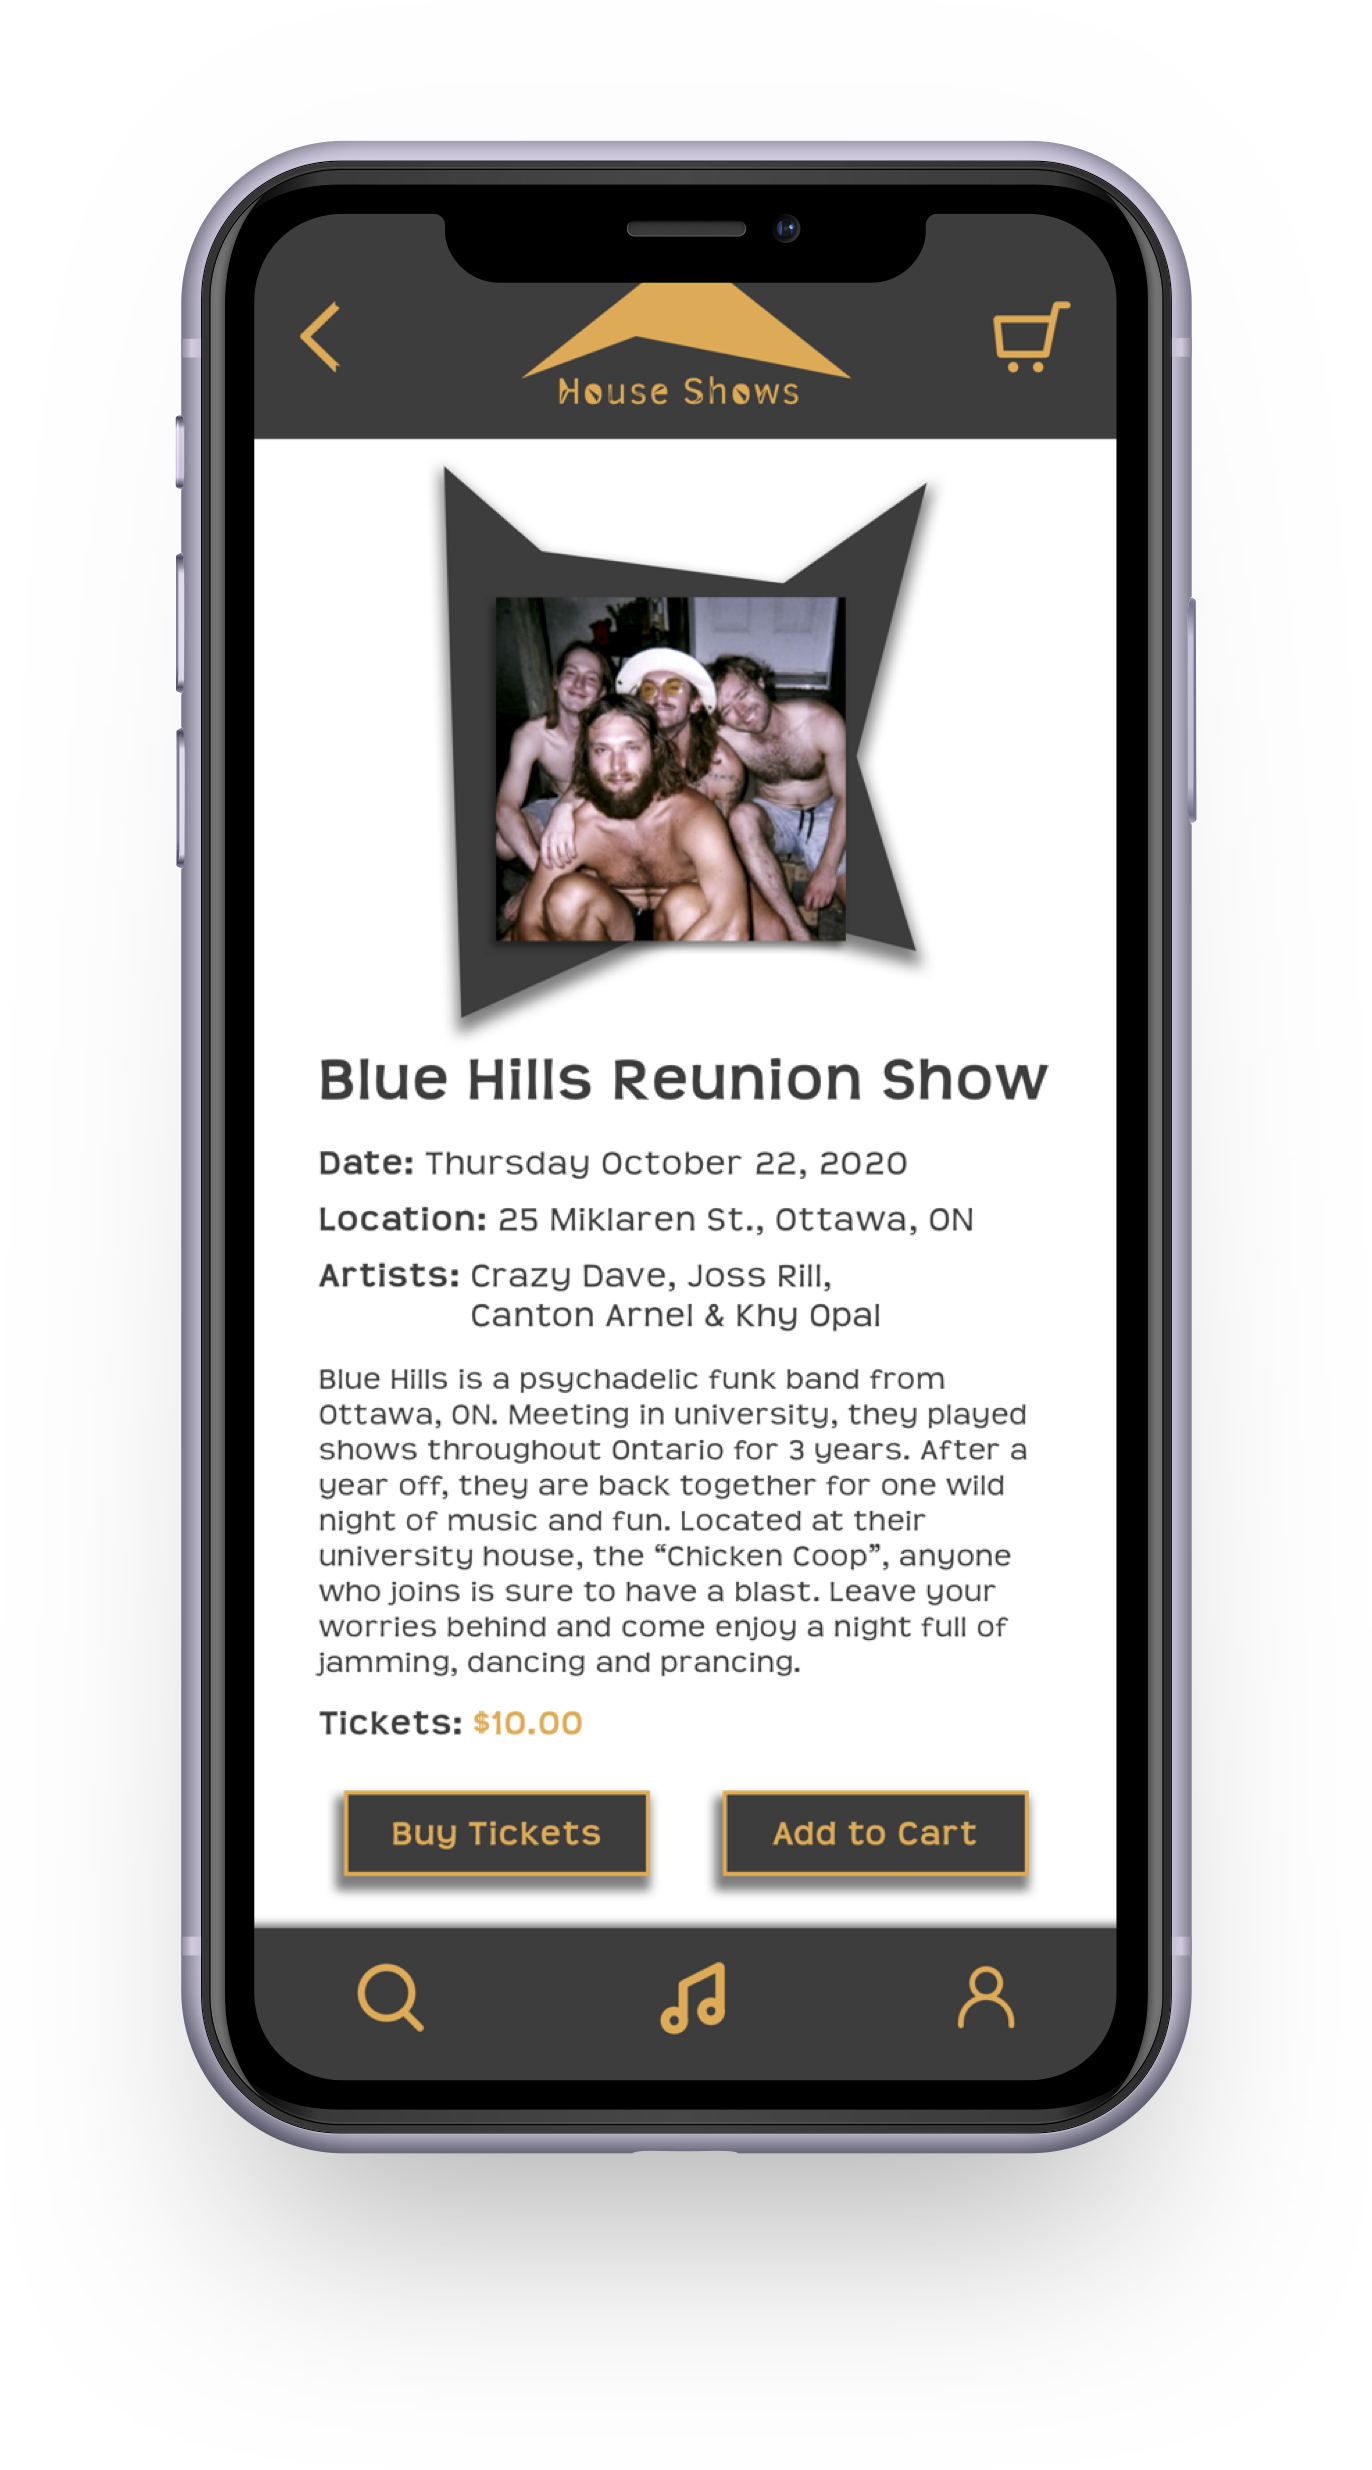 House Shows
Blue Hills Reunion Show
Date: Thursday October 22, 2020
Location: 25 Miklaren St., Ottawa, ON
Artists: Crazy Dave, Joss Rill,
Canton Arnel & Khy Opal
Blue Hills is a psychadelic funk band from
Ottawa, ON. Meeting in university, they played
shows throughout Ontario for 3 years. After a
year off, they are back together for one wild
night of music and fun. Located at their
university house, the “Chicken Coop”, anyone
who joins is sure to have a blast. Leave your
worries behind and come enjoy a night full of
jamming, dancing and prancing.
Tickets: $10.00
Buy Tickets
Add to Cart